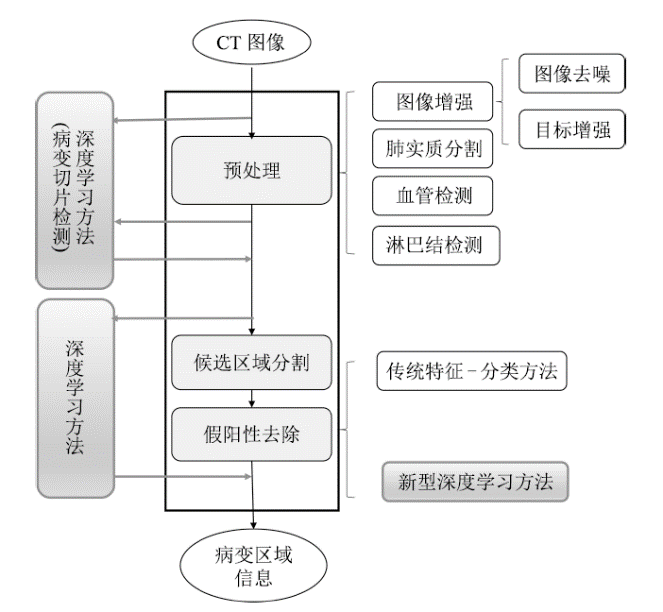 CT 图像
图像去噪
图像增强
目标增强
深度学习方法
(病变切片检测)
预处理
肺实质分割
血管检测
淋巴结检测
候选区域分割
传统特征-分类方法
深度学习方法
假阳性去除
新型深度学习方法
病变区域
信息